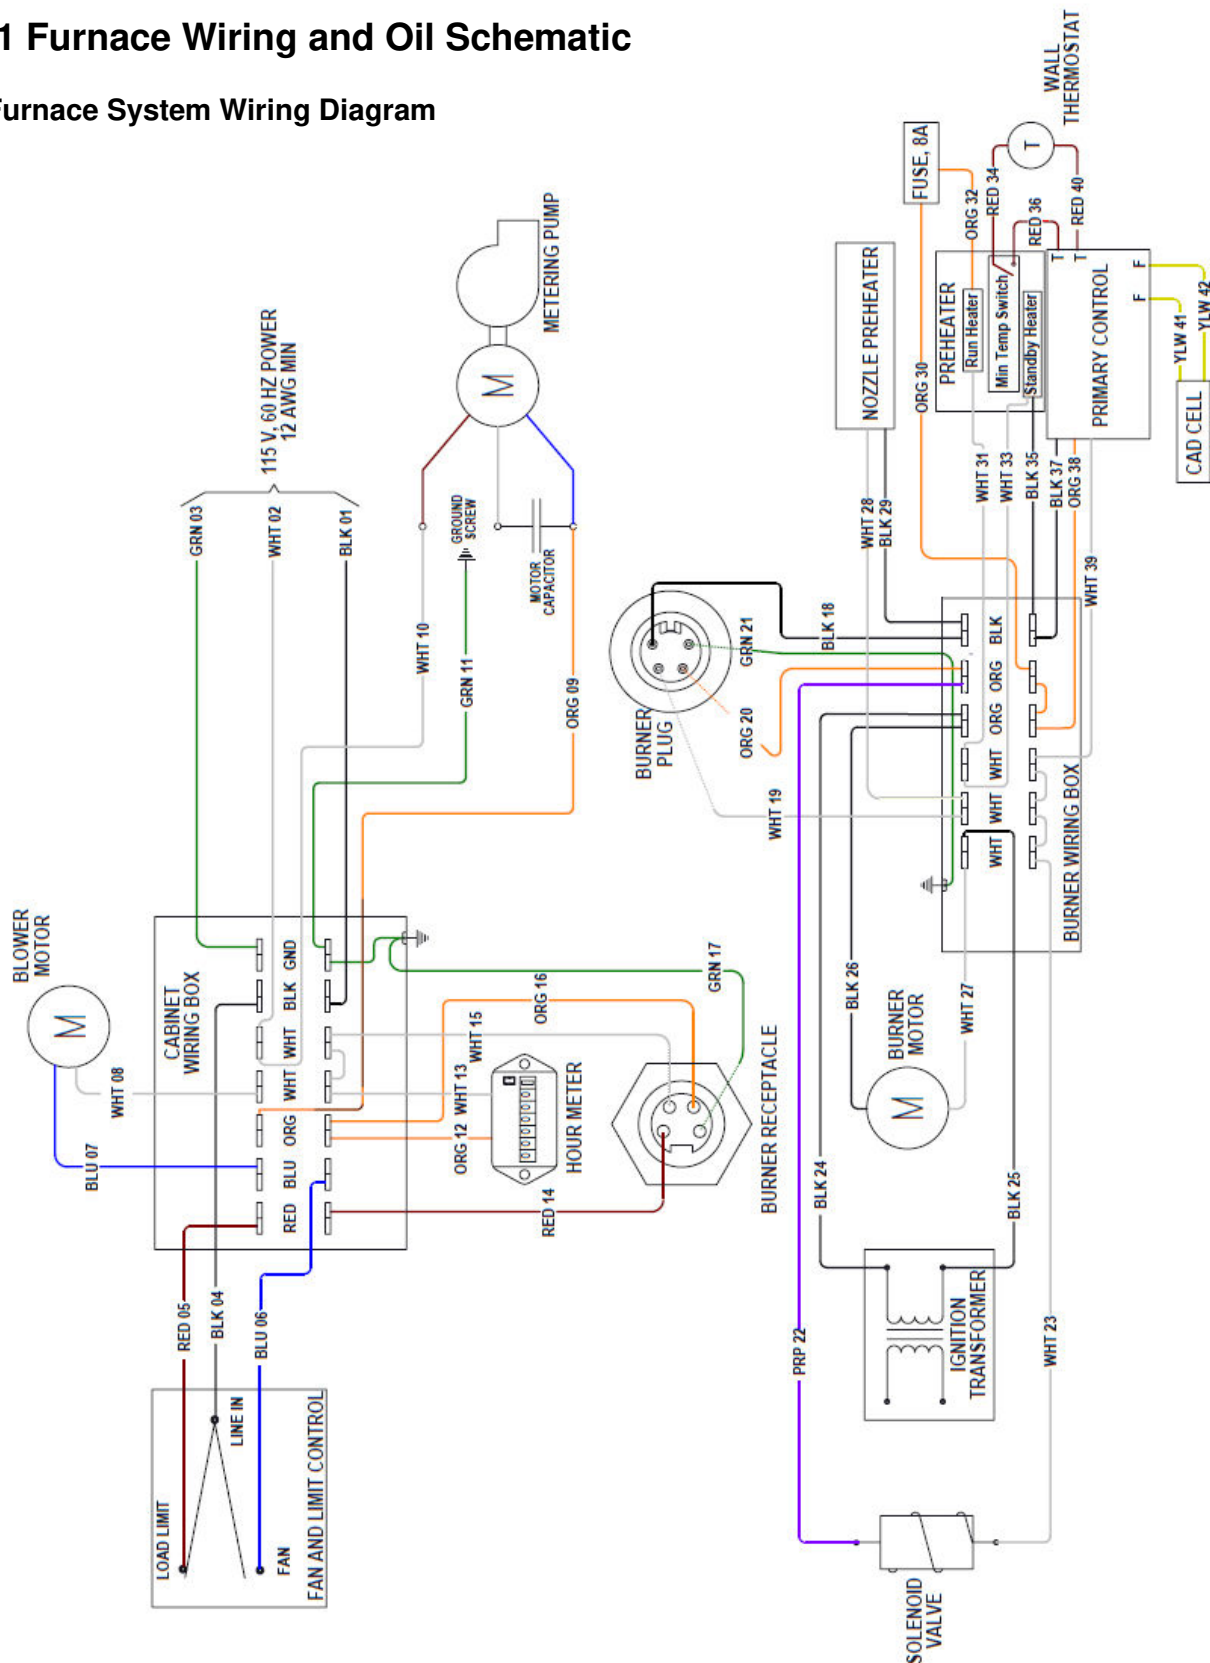 1 Furnace Wiring and Oil Schematic
Furnace System Wiring Diagram
WALL
THERMOSTAT
T
FUSE, 8A
RED 34
ORG 32
RED 36
RED 40
METERING PUMP
M
115 V, 60 HZ POWER
12 AWG MIN
GRN 03
WHT 02
BLK 01
GROUND
SCREW
MOTOR
CAPACITOR
WHT 10
GRN 11
ORG 09
NOZZLE PREHEATER
PREHEATER
Run Heater
Min Temp Switch
Standby Heater
T
T
PRIMARY CONTROL
F
F
YLW 41
YLW 42
CAD CELL
ORG 30
WHT 28
BLK 29
WHT 31
WHT 33
BLK 35
BLK 37
ORG 38
WHT 39
BURNER
PLUG
BLK 18
GRN 21
ORG 20
WHT 19
BLK
ORG
ORG
WHT
WHT
WHT
BURNER WIRING BOX
BLOWER
MOTOR
M
WHT 08
BLU 07
CABINET
WIRING BOX
GND
BLK
WHT
WHT
ORG
BLU
RED
ORG 16
GRN 17
WHT 15
WHT 13
ORG 12
RED 14
HOUR METER
BURNER RECEPTACLE
BLK 26
WHT 27
BURNER
MOTOR
M
BLK 24
BLK 25
RED 05
BLK 04
BLU 06
LOAD LIMIT
LINE IN
FAN
FAN AND LIMIT CONTROL
IGNITION
TRANSFORMER
PRP 22
WHT 23
SOLENOID
VALVE